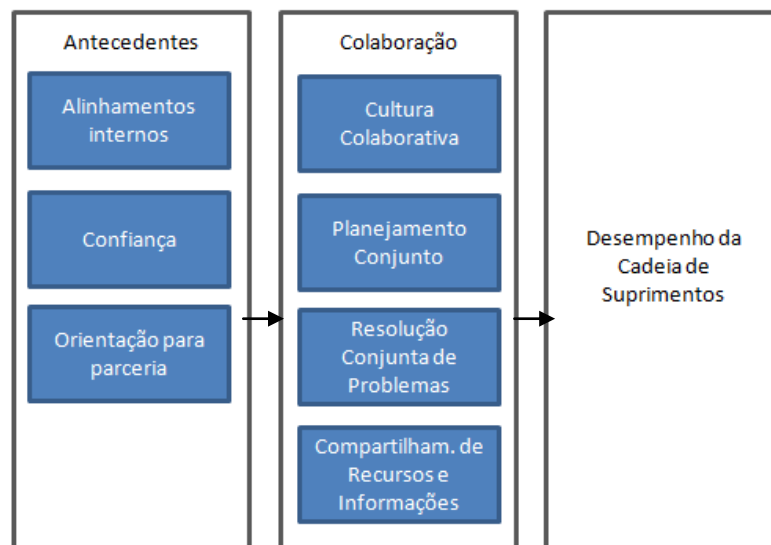 Antecedentes
Alinhamentos
internos
Confiança
Orientação para
parceria
Colaboração
Cultura
Colaborativa
Planejamento
Conjunto
Resolução
Conjunta de
Problemas
Compartilham. de
Recursos e
Informações
Desempenho da
Cadeia de
Suprimentos